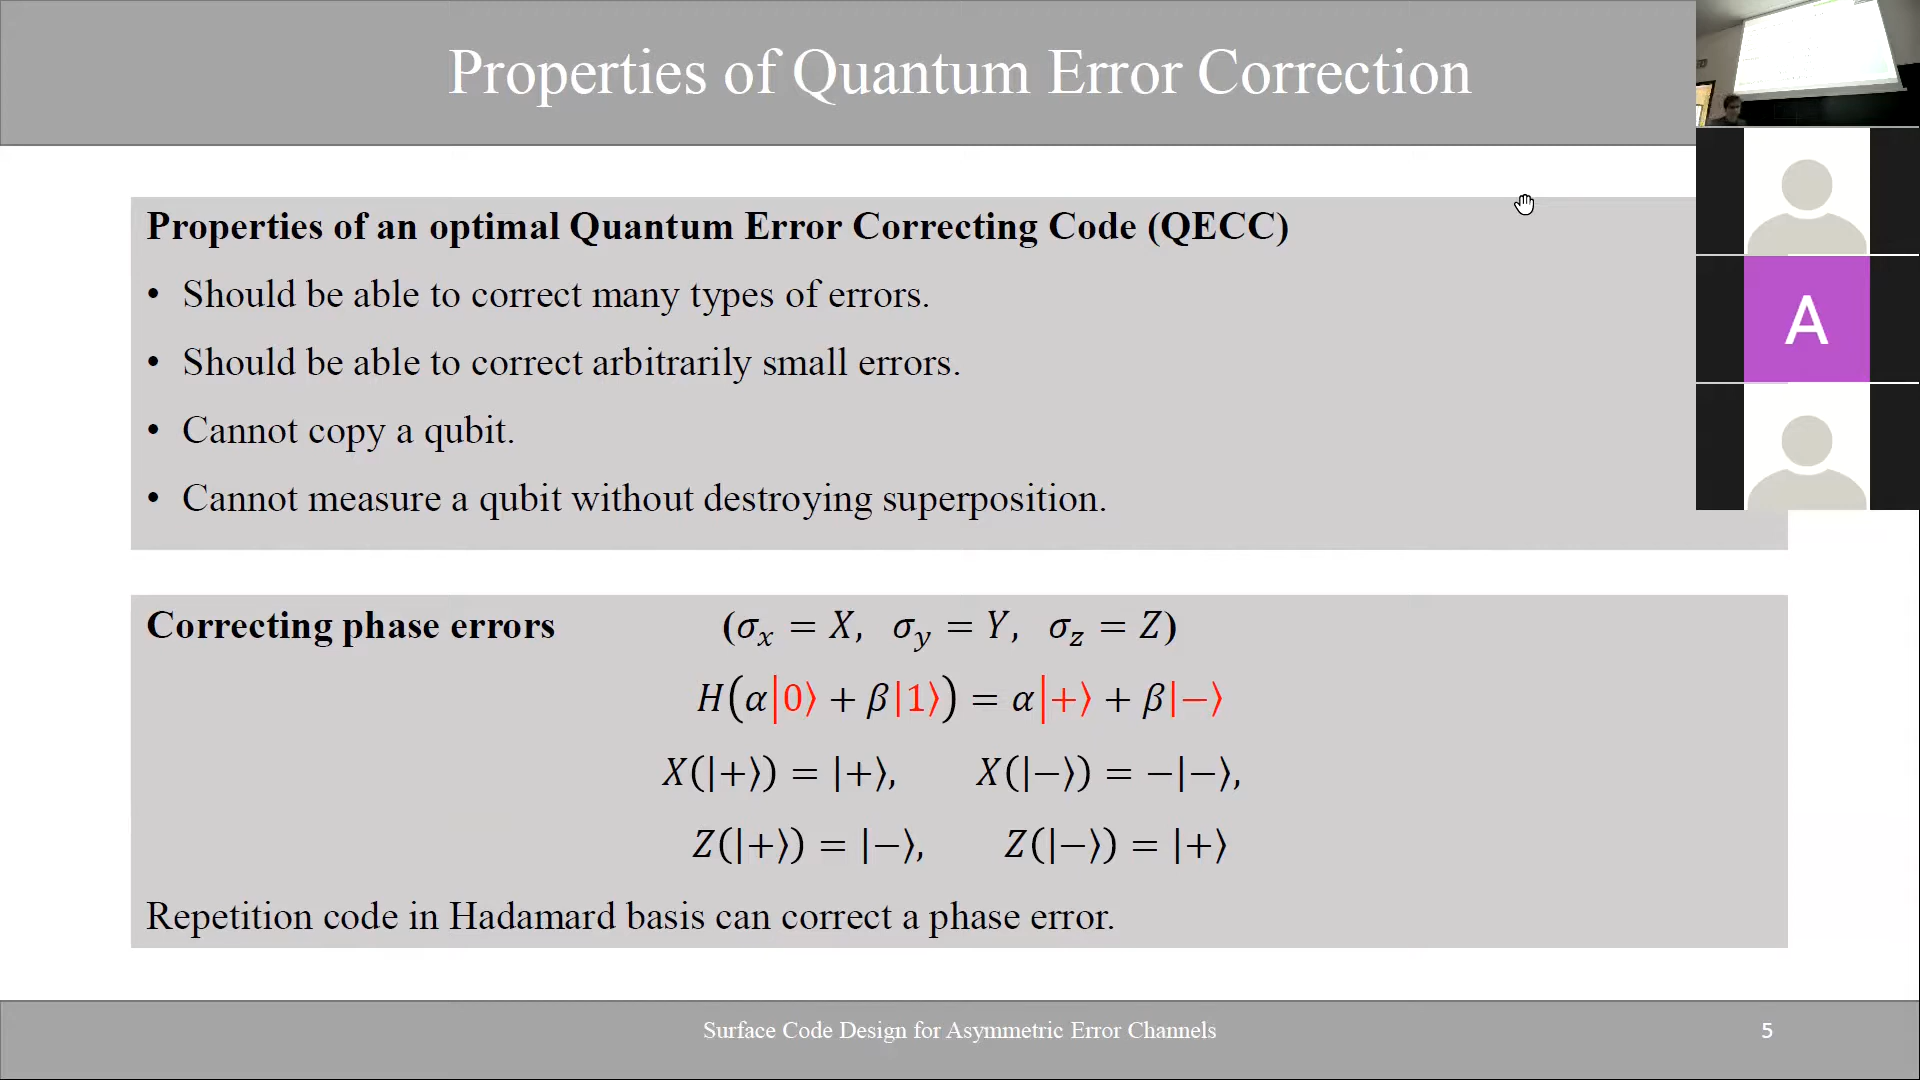 Properties of Quantum Error Correction
Properties of an optimal Quantum Error Correcting Code (QECC)
• Should be able to correct many types of errors.
• Should be able to correct arbitrarily small errors.
• Cannot copy a qubit.
• Cannot measure a qubit without destroying superposition.
A
Correcting phase errors (σ_x = X, σ_y = Y, σ_z = Z)
H(α|0⟩ + β|1⟩) = α|+⟩ + β|−⟩
X(|+⟩) = |+⟩, X(|−⟩) = −|−⟩,
Z(|+⟩) = |−⟩, Z(|−⟩) = |+⟩
Repetition code in Hadamard basis can correct a phase error.
Surface Code Design for Asymmetric Error Channels
5